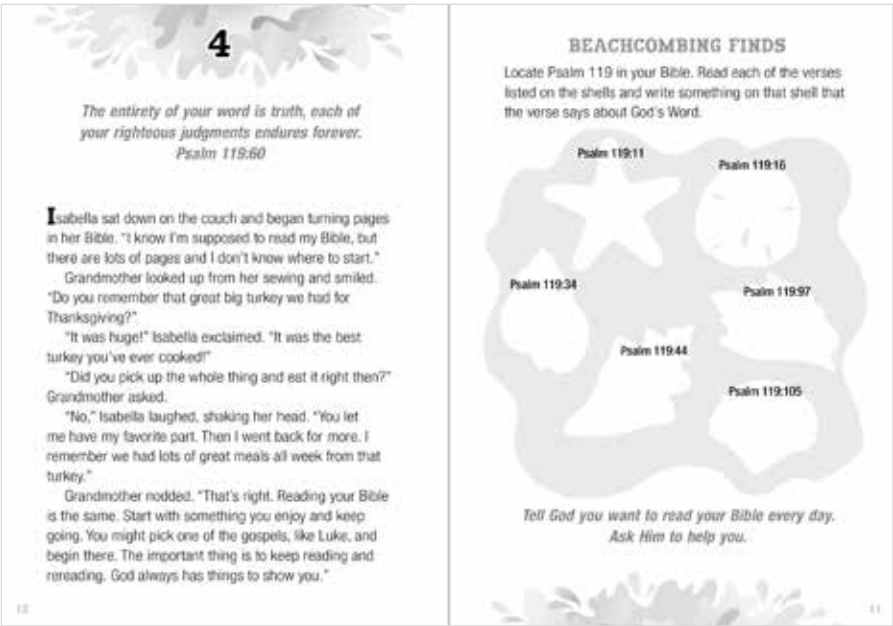 4
The entirety of your word is truth, each of
your righteous judgments endures forever.
Psalm 119:60
Isabella sat down on the couch and began turning pages
in her Bible. "I know I'm supposed to read my Bible, but
there are lots of pages and I don't know where to start."
Grandmother looked up from her sewing and smiled.
"Do you remember that great big turkey we had for
Thanksgiving?"
"It was huge!" Isabella exclaimed. "It was the best
turkey you've ever cooked!"
"Did you pick up the whole thing and eat it right then?"
Grandmother asked.
"No," Isabella laughed, shaking her head. "You let
me have my favorite part. Then I went back for more. I
remember we had lots of great meals all week from that
turkey."
Grandmother nodded. "That's right. Reading your Bible
is the same. Start with something you enjoy and keep
going. You might pick one of the gospels, like Luke, and
begin there. The important thing is to keep reading and
rereading. God always has things to show you."
12
BEACHCOMBING FINDS
Locate Psalm 119 in your Bible. Read each of the verses
listed on the shells and write something on that shell that
the verse says about God's Word.
Psalm 119:11
Psalm 119:16
Psalm 119:34
Psalm 119:97
Psalm 119:44
Psalm 119:105
Tell God you want to read your Bible every day.
Ask Him to help you.
11